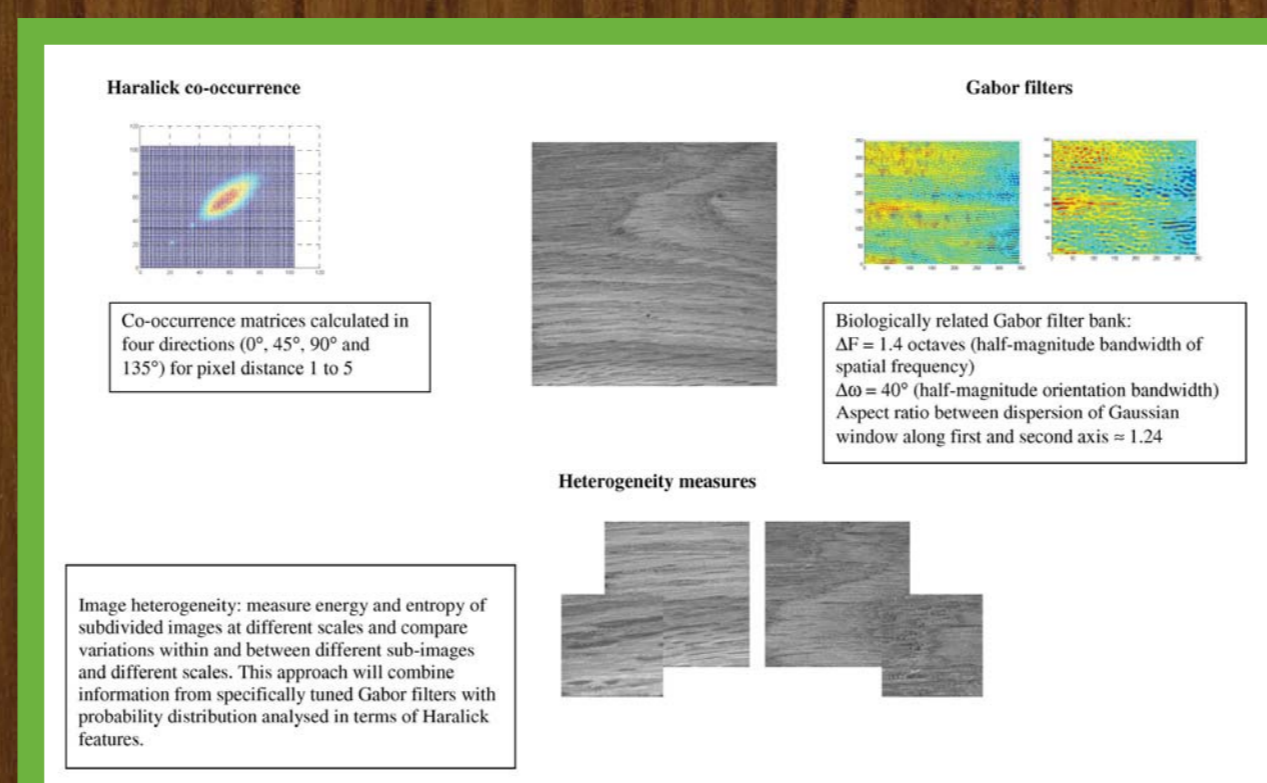 Haralick co-occurrence
Gabor filters
Co-occurrence matrices calculated in
four directions (0°, 45°, 90° and
135°) for pixel distance 1 to 5
Biologically related Gabor filter bank:
ΔF = 1.4 octaves (half-magnitude bandwidth of
spatial frequency)
Δω = 40° (half-magnitude orientation bandwidth)
Aspect ratio between dispersion of Gaussian
window along first and second axis ≈ 1.24
Heterogeneity measures
Image heterogeneity: measure energy and entropy of
subdivided images at different scales and compare
variations within and between different sub-images
and different scales. This approach will combine
information from specifically tuned Gabor filters with
probability distribution analysed in terms of Haralick
features.